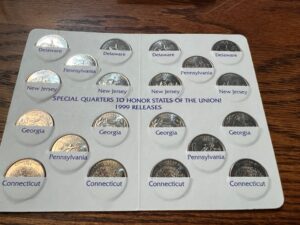 Delaware Delaware Delaware Delaware
Pennsylvania Pennsylvania
New Jersey New Jersey New Jersey New Jersey
SPECIAL QUARTERS TO HONOR STATES OF THE UNION!
1999 RELEASES
Georgia Georgia Georgia Georgia
Pennsylvania Pennsylvania
Connecticut Connecticut Connecticut Connecticut